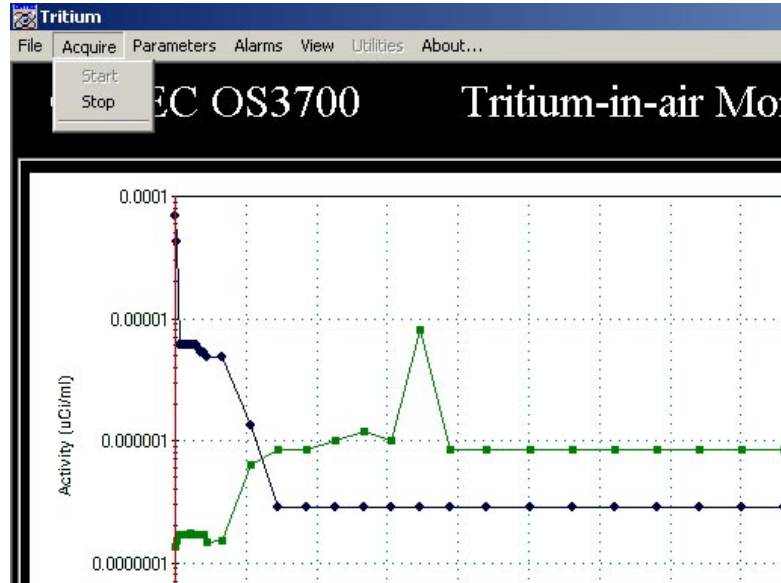 Tritium
File Acquire Parameters Alarms View Utilities About...
Start
Stop
EC OS3700 Tritium-in-air Mo
0.0001
0.00001
0.000001
0.0000001
Activity (uCi/ml)